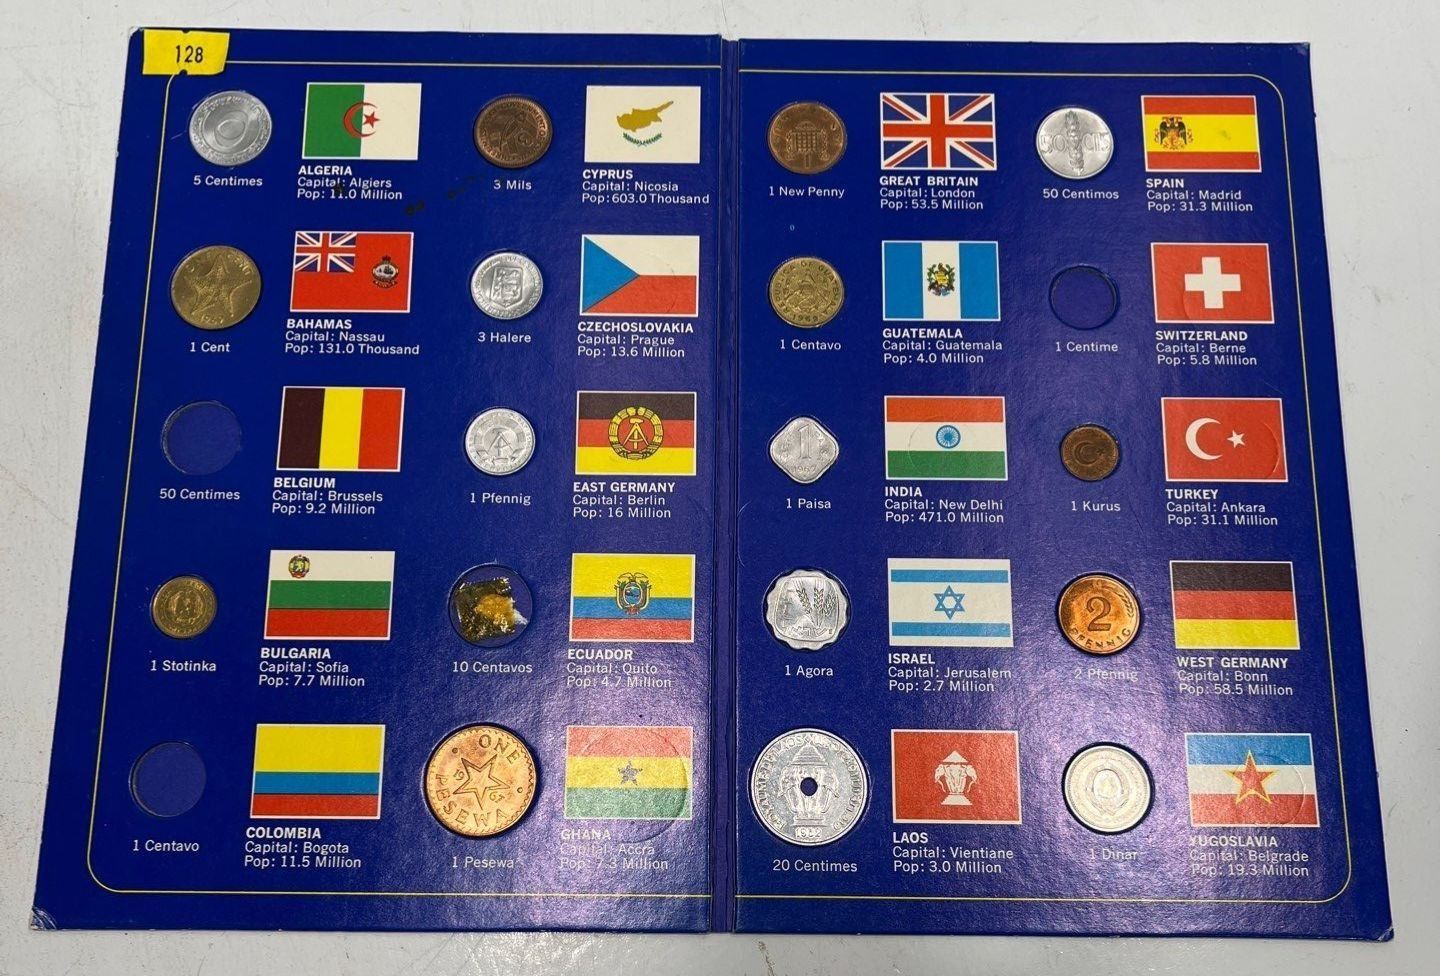 128
5 Centimes
ALGERIA
Capital: Algiers
Pop: 11.0 Million
3 Mils
CYPRUS
Capital: Nicosia
Pop: 603.0 Thousand
1 Cent
BAHAMAS
Capital: Nassau
Pop: 131.0 Thousand
3 Halere
CZECHOSLOVAKIA
Capital: Prague
Pop: 13.6 Million
50 Centimes
BELGIUM
Capital: Brussels
Pop: 9.2 Million
1 Pfennig
EAST GERMANY
Capital: Berlin
Pop: 16 Million
1 Stotinka
BULGARIA
Capital: Sofia
Pop: 7.7 Million
10 Centavos
ECUADOR
Capital: Quito
Pop: 4.7 Million
1 Centavo
COLOMBIA
Capital: Bogota
Pop: 11.5 Million
ONE
1967
PESEWA
1 Pesewa
GHANA
Capital: Accra
Pop: 7.3 Million
1 New Penny
GREAT BRITAIN
Capital: London
Pop: 53.5 Million
50 CTS
50 Centimos
SPAIN
Capital: Madrid
Pop: 31.3 Million
1 Centavo
GUATEMALA
Capital: Guatemala
Pop: 4.0 Million
1 Centime
SWITZERLAND
Capital: Berne
Pop: 5.8 Million
1
1967
1 Paisa
INDIA
Capital: New Delhi
Pop: 471.0 Million
1 Kurus
TURKEY
Capital: Ankara
Pop: 31.1 Million
1 Agora
ISRAEL
Capital: Jerusalem
Pop: 2.7 Million
2
PFENNIG
2 Pfennig
WEST GERMANY
Capital: Bonn
Pop: 58.5 Million
20 Centimes
LAOS
Capital: Vientiane
Pop: 3.0 Million
1 Dinar
YUGOSLAVIA
Capital: Belgrade
Pop: 19.3 Million